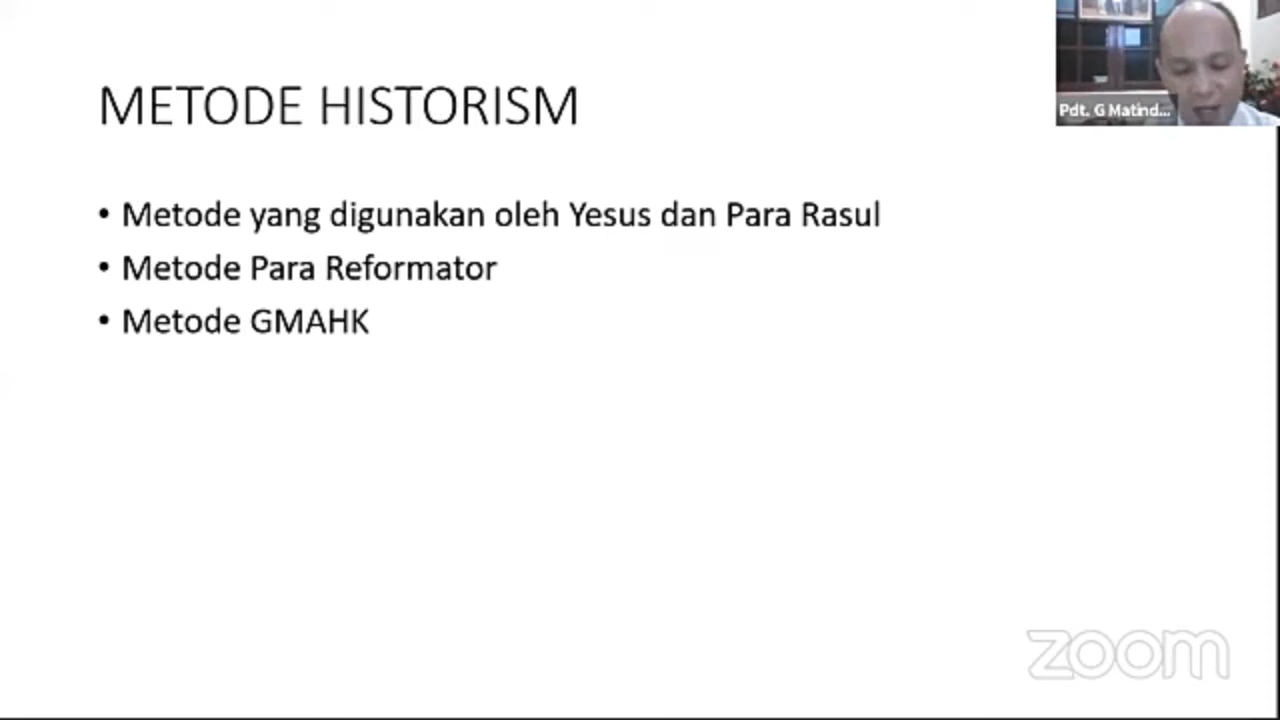 METODE HISTORISM
Pdt. G Matind...
• Metode yang digunakan oleh Yesus dan Para Rasul
• Metode Para Reformator
• Metode GMAHK
zoom